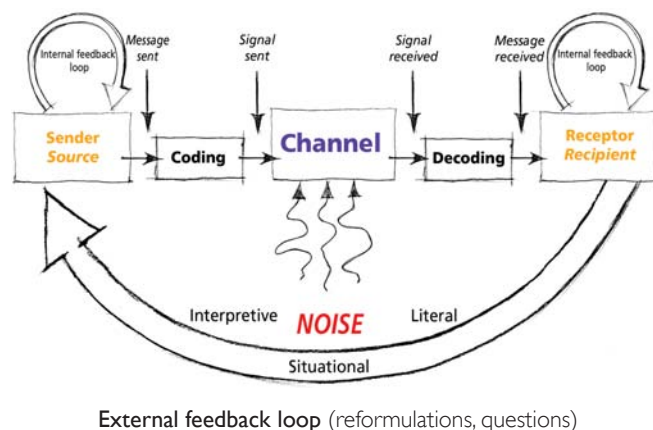 Internal feedback
loop
Message
sent
Signal
sent
Signal
received
Message
received
Internal feedback
loop
Sender
Source
Coding
Channel
Decoding
Receptor
Recipient
Interpretive
NOISE
Literal
Situational
External feedback loop (reformulations, questions)